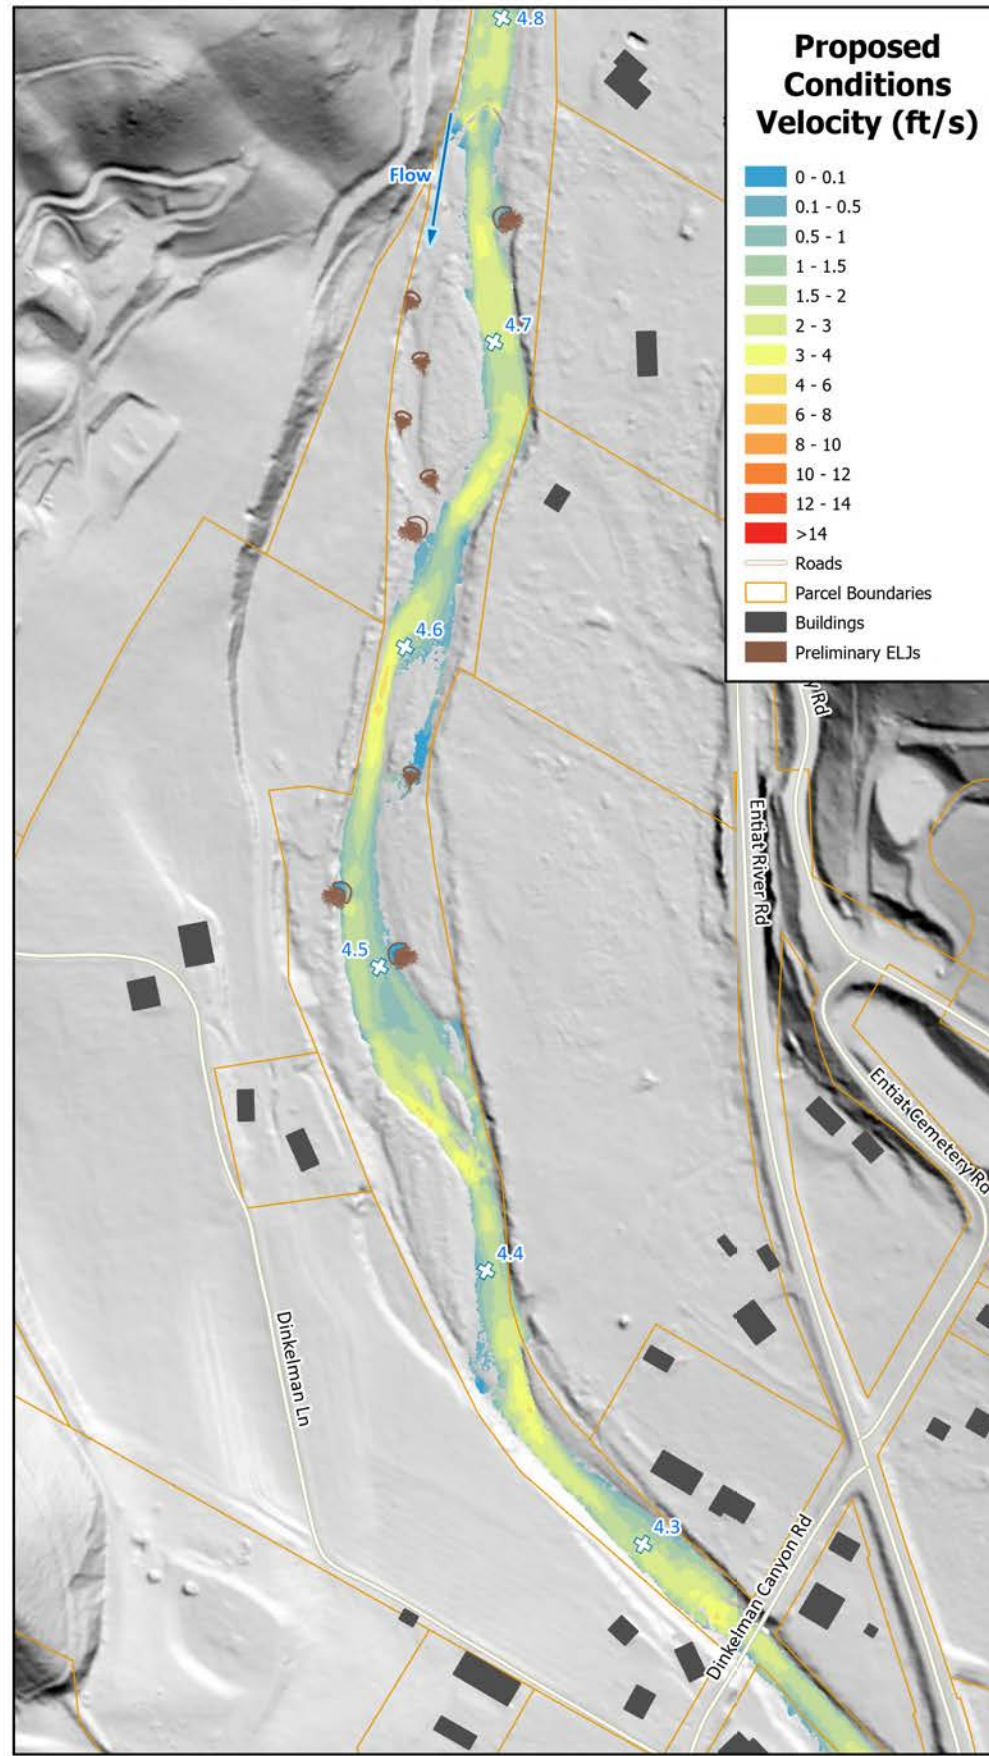 Proposed
Conditions
Velocity (ft/s)
0 - 0.1
0.1 - 0.5
0.5 - 1
1 - 1.5
1.5 - 2
2 - 3
3 - 4
4 - 6
6 - 8
8 - 10
10 - 12
12 - 14
>14
Roads
Parcel Boundaries
Buildings
Preliminary ELJs
4.8
Flow
4.7
4.6
y Rd
Entiat River Rd
4.5
Entiat Cemetery Rd
4.4
Dinkelman Ln
4.3
Dinkelman Canyon Rd